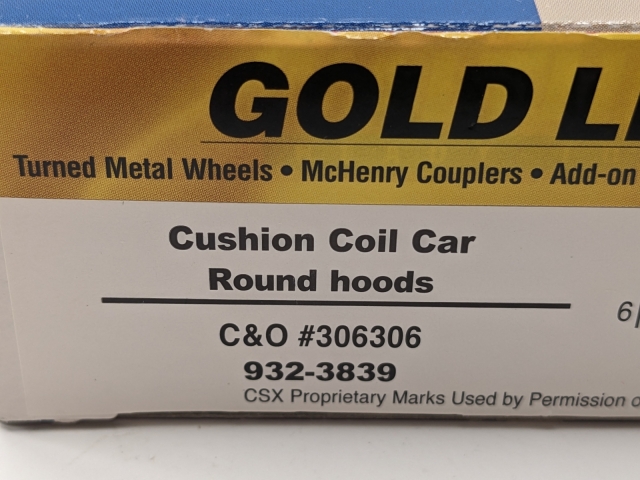 GOLD
Turned Metal Wheels • McHenry Couplers • Add-on
Cushion Coil Car
Round hoods
C&O #306306
932-3839
CSX Proprietary Marks Used by Permission